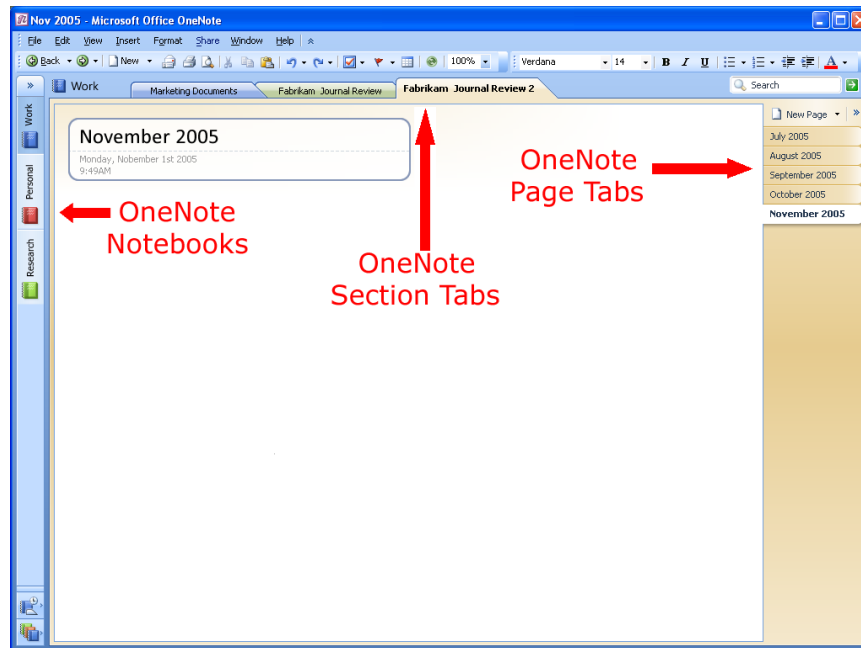 Nov 2005 - Microsoft Office OneNote
File Edit View Insert Format Share Window Help
Back New 100% Verdana 14 B I U A
Work Marketing Documents Fabrikam Journal Review Fabrikam Journal Review 2 Search
Work
Personal
Research
New Page
July 2005
August 2005
September 2005
October 2005
November 2005
November 2005
Monday, Nobember 1st 2005
9:49AM
OneNote
Page Tabs
OneNote
Notebooks
OneNote
Section Tabs